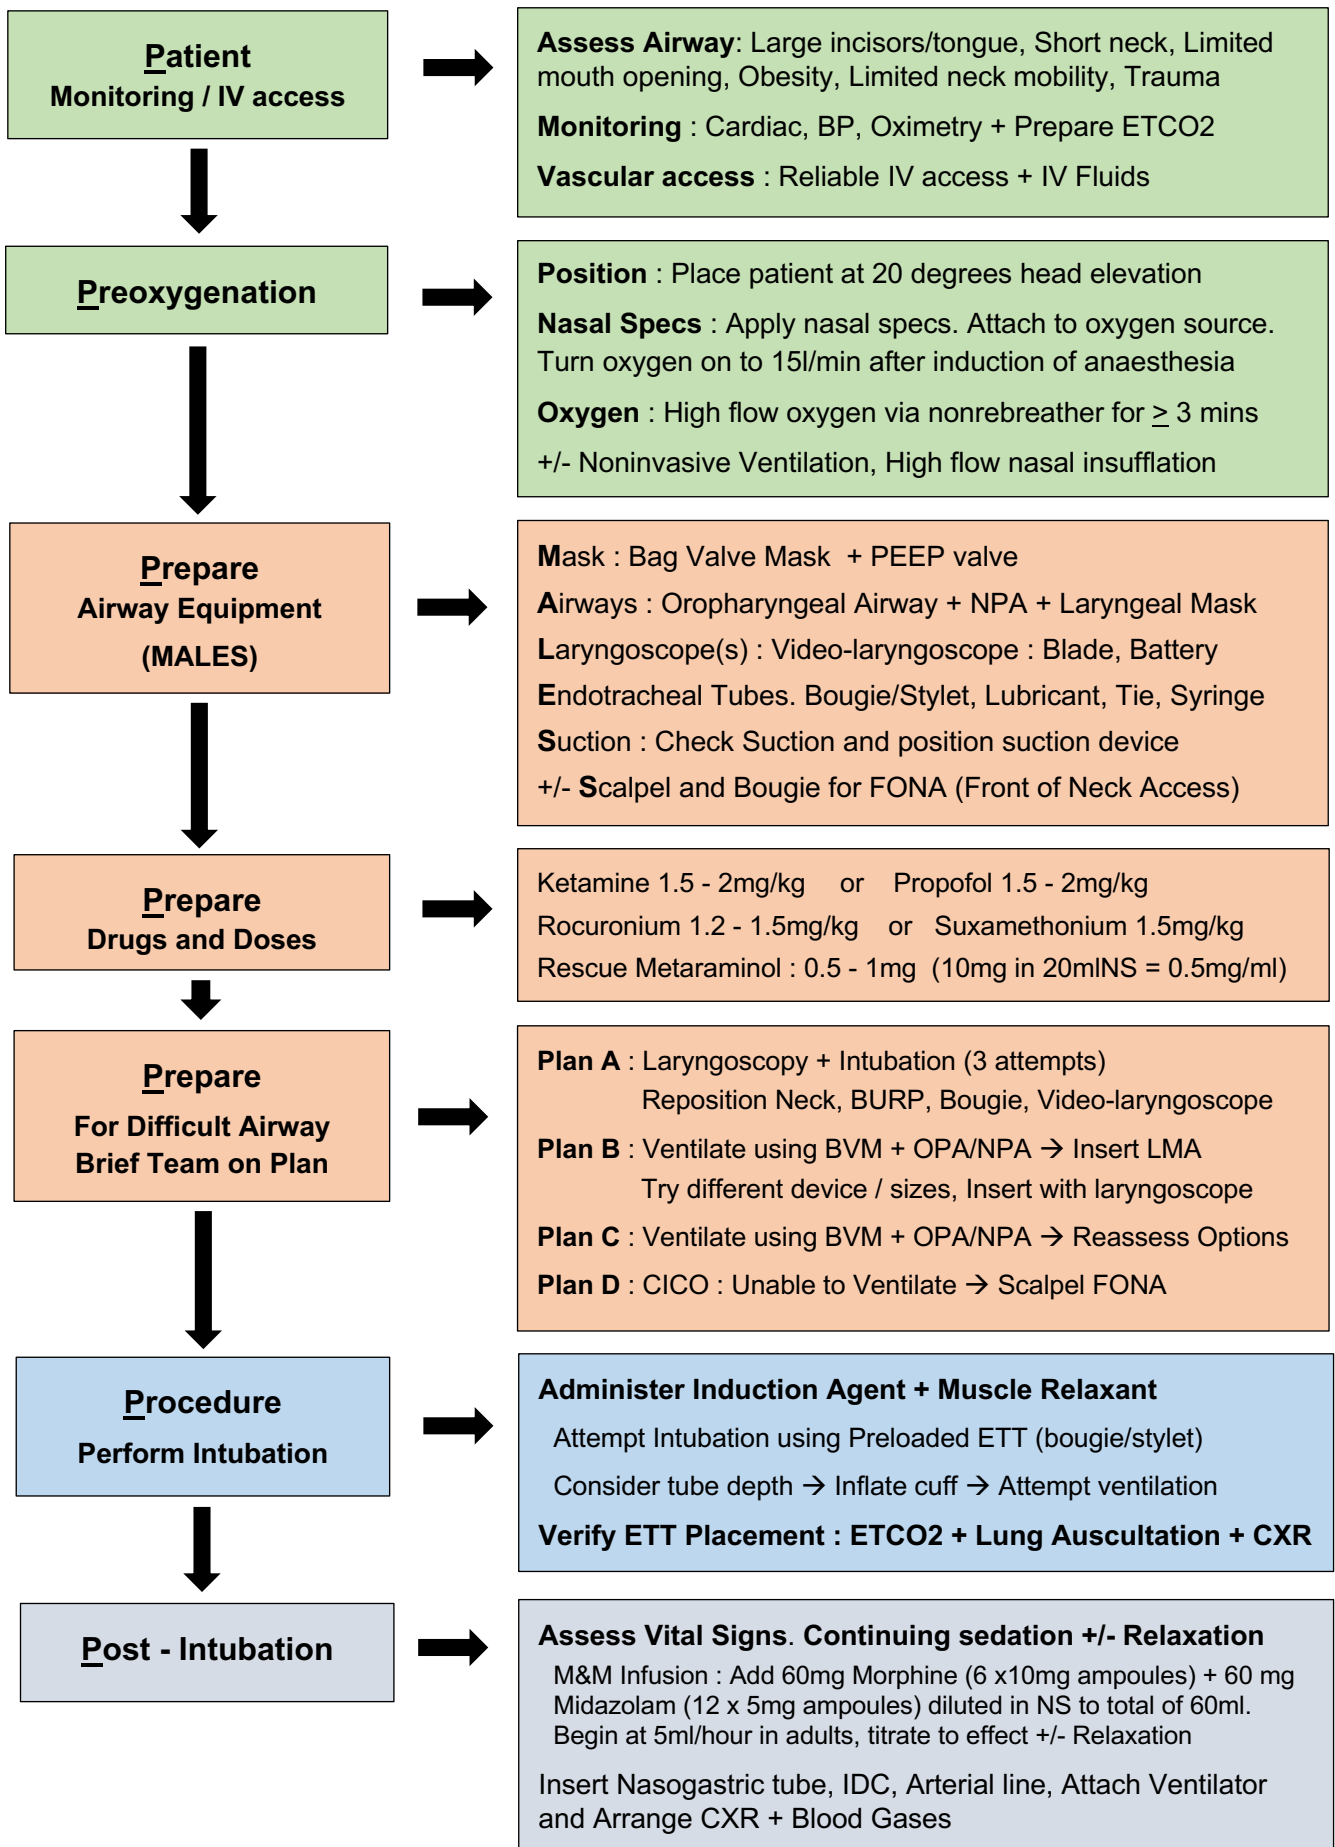 Patient
Monitoring / IV access
Assess Airway: Large incisors/tongue, Short neck, Limited
mouth opening, Obesity, Limited neck mobility, Trauma
Monitoring : Cardiac, BP, Oximetry + Prepare ETCO2
Vascular access : Reliable IV access + IV Fluids
Preoxygenation
Position : Place patient at 20 degrees head elevation
Nasal Specs : Apply nasal specs. Attach to oxygen source.
Turn oxygen on to 15l/min after induction of anaesthesia
Oxygen : High flow oxygen via nonrebreather for ≥ 3 mins
+/- Noninvasive Ventilation, High flow nasal insufflation
Prepare
Airway Equipment
(MALES)
Mask : Bag Valve Mask + PEEP valve
Airways : Oropharyngeal Airway + NPA + Laryngeal Mask
Laryngoscope(s) : Video-laryngoscope : Blade, Battery
Endotracheal Tubes. Bougie/Stylet, Lubricant, Tie, Syringe
Suction : Check Suction and position suction device
+/- Scalpel and Bougie for FONA (Front of Neck Access)
Prepare
Drugs and Doses
Ketamine 1.5 - 2mg/kg or Propofol 1.5 - 2mg/kg
Rocuronium 1.2 - 1.5mg/kg or Suxamethonium 1.5mg/kg
Rescue Metaraminol : 0.5 - 1mg (10mg in 20mlNS = 0.5mg/ml)
Prepare
For Difficult Airway
Brief Team on Plan
Plan A : Laryngoscopy + Intubation (3 attempts)
Reposition Neck, BURP, Bougie, Video-laryngoscope
Plan B : Ventilate using BVM + OPA/NPA → Insert LMA
Try different device / sizes, Insert with laryngoscope
Plan C : Ventilate using BVM + OPA/NPA → Reassess Options
Plan D : CICO : Unable to Ventilate → Scalpel FONA
Procedure
Perform Intubation
Administer Induction Agent + Muscle Relaxant
Attempt Intubation using Preloaded ETT (bougie/stylet)
Consider tube depth → Inflate cuff → Attempt ventilation
Verify ETT Placement : ETCO2 + Lung Auscultation + CXR
Post - Intubation
Assess Vital Signs. Continuing sedation +/- Relaxation
M&M Infusion : Add 60mg Morphine (6 x10mg ampoules) + 60 mg
Midazolam (12 x 5mg ampoules) diluted in NS to total of 60ml.
Begin at 5ml/hour in adults, titrate to effect +/- Relaxation
Insert Nasogastric tube, IDC, Arterial line, Attach Ventilator
and Arrange CXR + Blood Gases